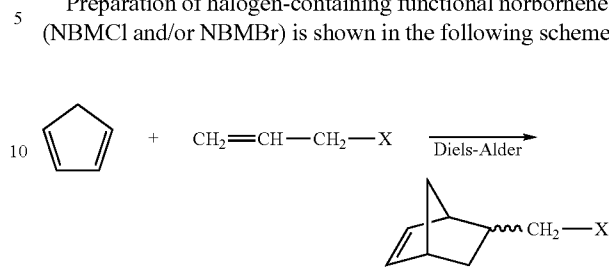 5
Preparation of halogen-containing functional norbornene
(NBMCl and/or NBMBr) is shown in the following scheme
10
+ CH₂=CH—CH₂—X
Diels-Alder
CH₂—X